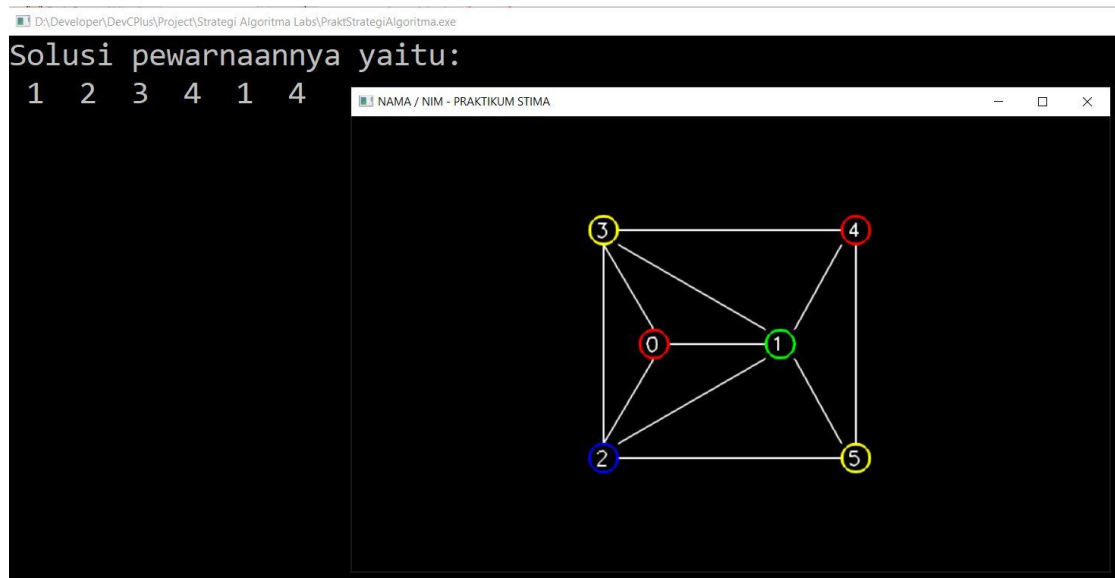 D:\Developer\DevCPlus\Project\Strategi Algoritma Labs\PraktStrategiAlgoritma.exe
Solusi pewarnaannya yaitu:
1 2 3 4 1 4
NAMA / NIM - PRAKTIKUM STIMA
3 4
0 1
2 5